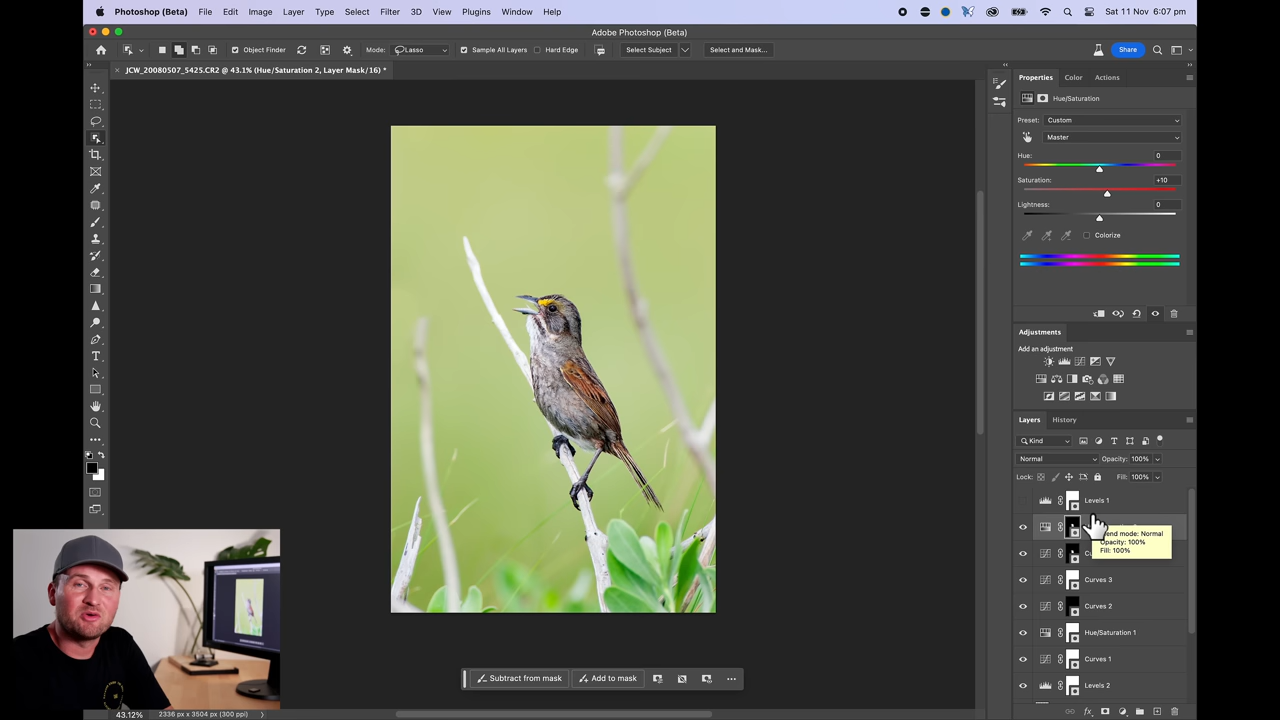 Photoshop (Beta) File Edit Image Layer Type Select Filter 3D View Plugins Window Help Sat 11 Nov 6:07 pm
Adobe Photoshop (Beta)
Object Finder Mode: Lasso Sample All Layers Hard Edge Select Subject Select and Mask... Share
JCW_20080507_5425.CR2 @ 43.1% (Hue/Saturation 2, Layer Mask/16) *
Properties Color Actions
Hue/Saturation
Preset: Custom
Master
Hue: 0
Saturation: +10
Lightness: 0
Colorize
Adjustments
Add an adjustment
Layers History
Kind
Normal Opacity: 100%
Lock: Fill: 100%
Levels 1
Blend mode: Normal
Opacity: 100%
Fill: 100%
Curves 3
Curves 2
Hue/Saturation 1
Curves 1
Levels 2
Subtract from mask Add to mask
43.12% 2336 px x 3504 px (300 ppi)